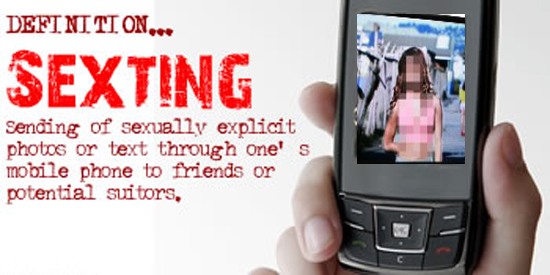 DEFINITION...
SEXTING
Sending of sexually explicit
photos or text through one' s
mobile phone to friends or
potential suitors.
C